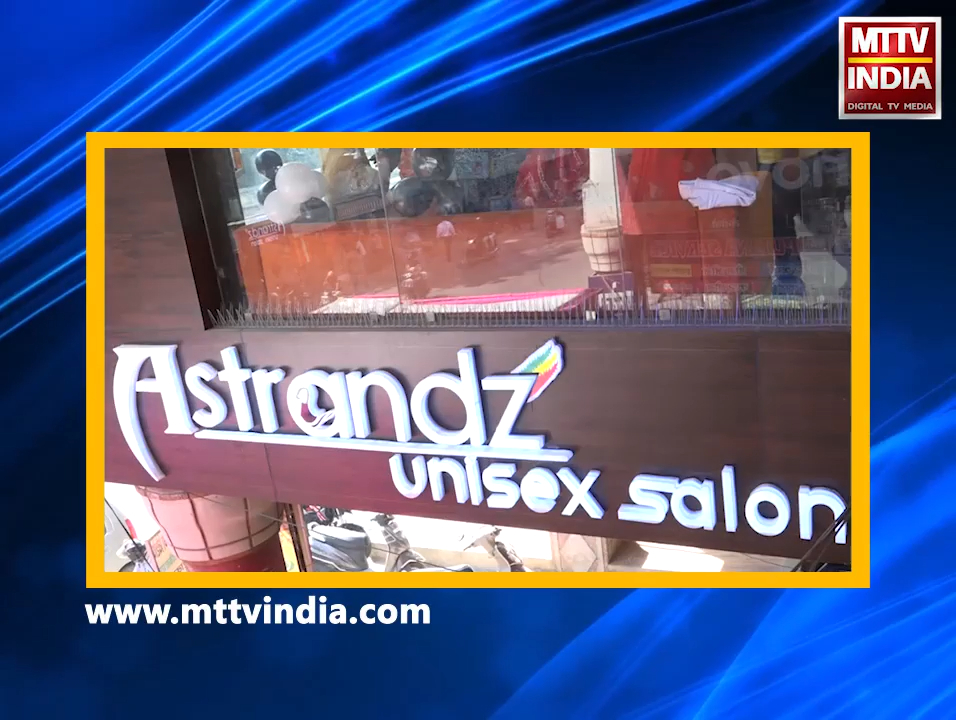 MTTV
INDIA
DIGITAL TV MEDIA
Astrandz
unisex salon
www.mttvindia.com